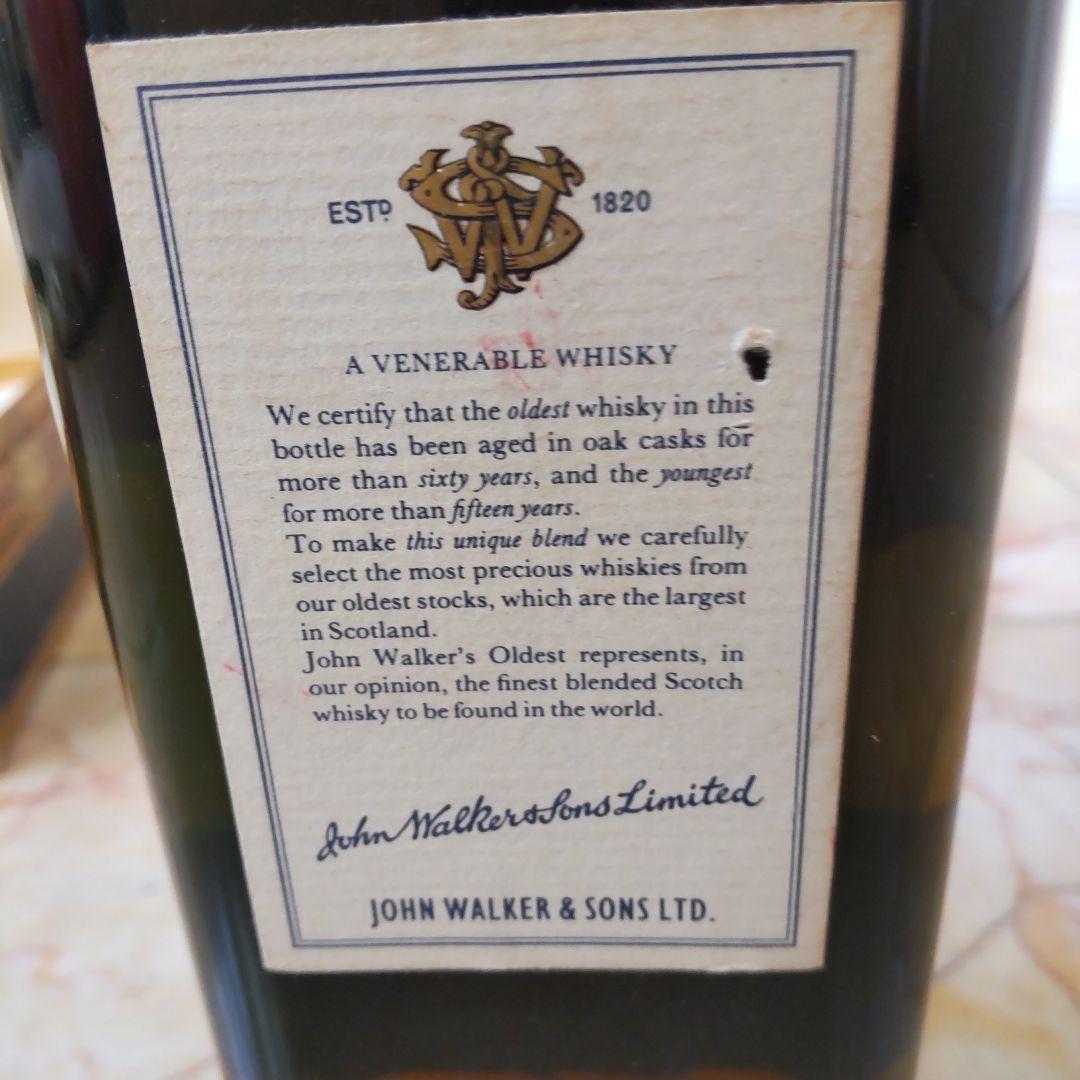 ESTD 1820
A VENERABLE WHISKY
We certify that the oldest whisky in this
bottle has been aged in oak casks for
more than sixty years, and the youngest
for more than fifteen years.
To make this unique blend we carefully
select the most precious whiskies from
our oldest stocks, which are the largest
in Scotland.
John Walker's Oldest represents, in
our opinion, the finest blended Scotch
whisky to be found in the world.
John Walker & Sons Limited
JOHN WALKER & SONS LTD.